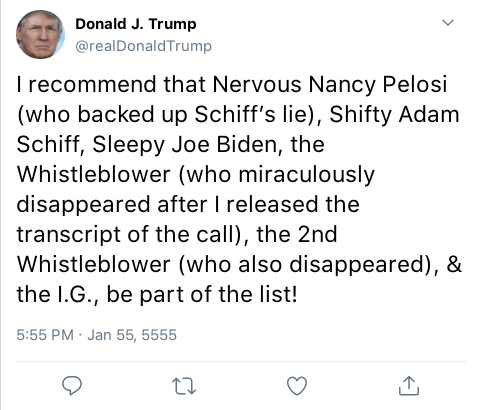 Donald J. Trump
@realDonaldTrump
I recommend that Nervous Nancy Pelosi
(who backed up Schiff's lie), Shifty Adam
Schiff, Sleepy Joe Biden, the
Whistleblower (who miraculously
disappeared after I released the
transcript of the call), the 2nd
Whistleblower (who also disappeared), &
the I.G., be part of the list!
5:55 PM · Jan 55, 5555